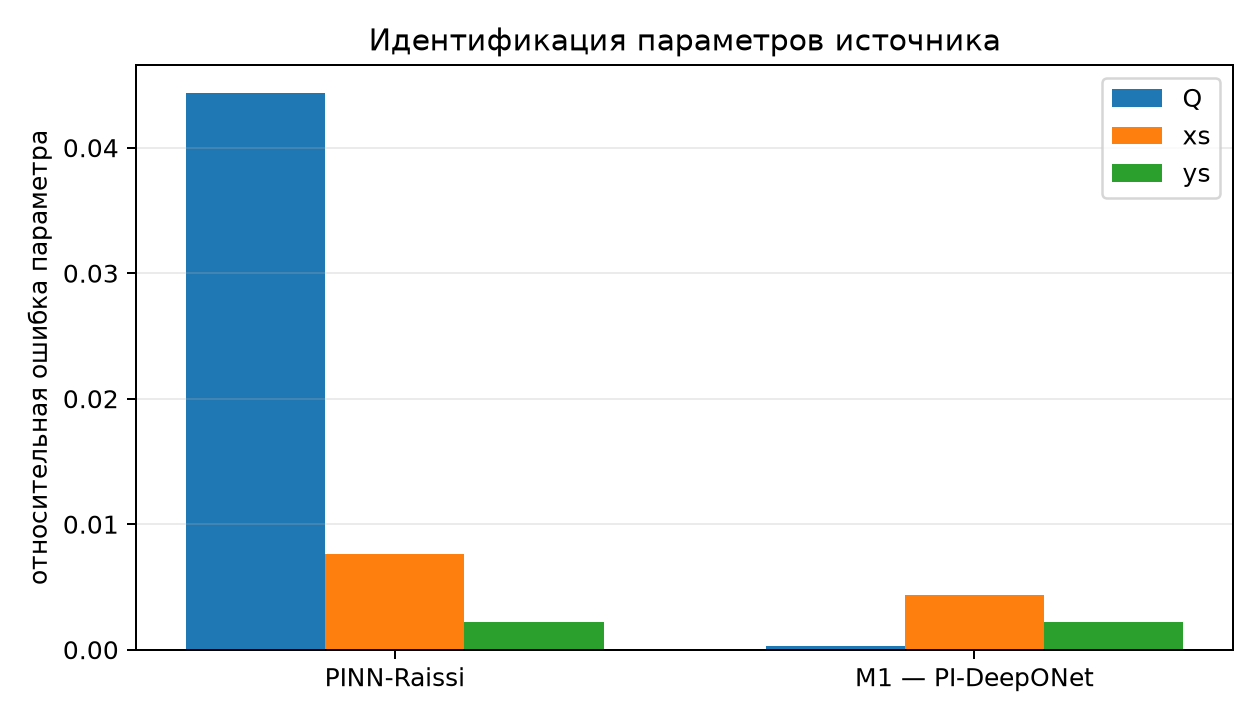 Идентификация параметров источника
относительная ошибка параметра
0.04
0.03
0.02
0.01
0.00
Q
xs
ys
PINN-Raissi
M1 — PI-DeepONet